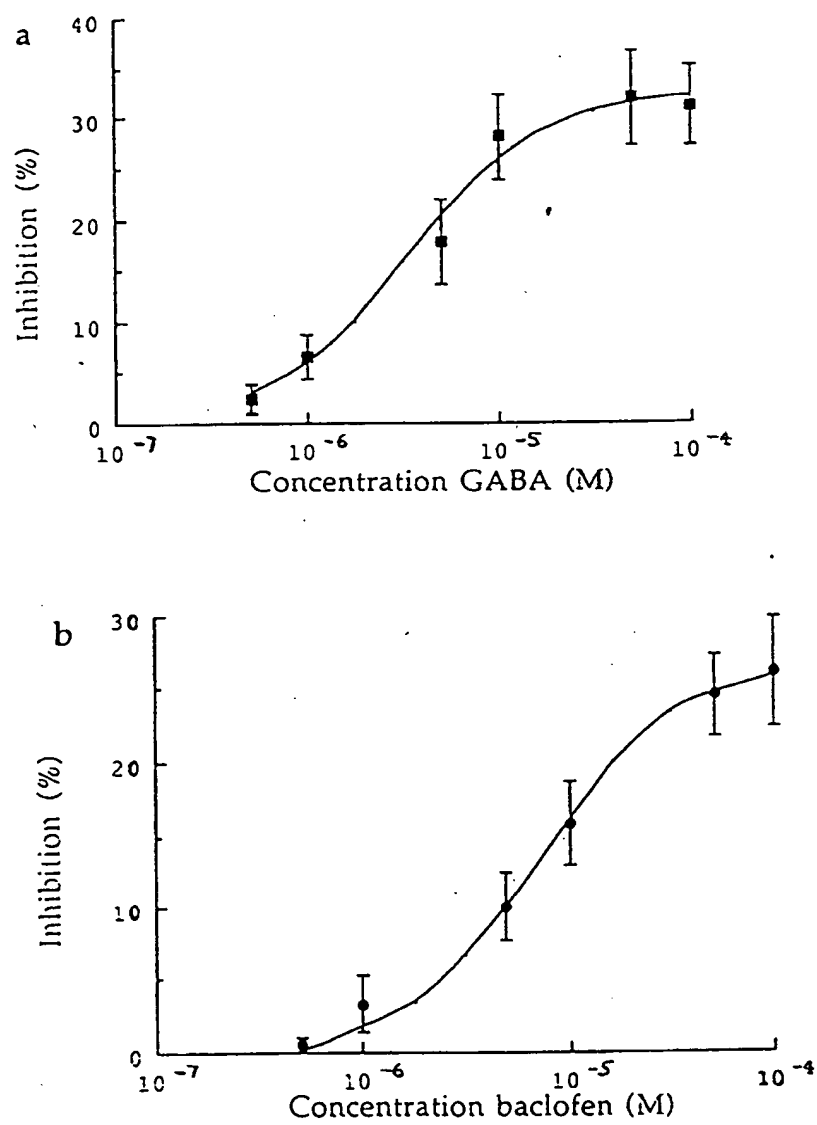 a
40
30
20
10
0
Inhibition (%)
10⁻⁷ 10⁻⁶ 10⁻⁵ 10⁻⁴
Concentration GABA (M)
b
30
20
10
0
Inhibition (%)
10⁻⁷ 10⁻⁶ 10⁻⁵ 10⁻⁴
Concentration baclofen (M)